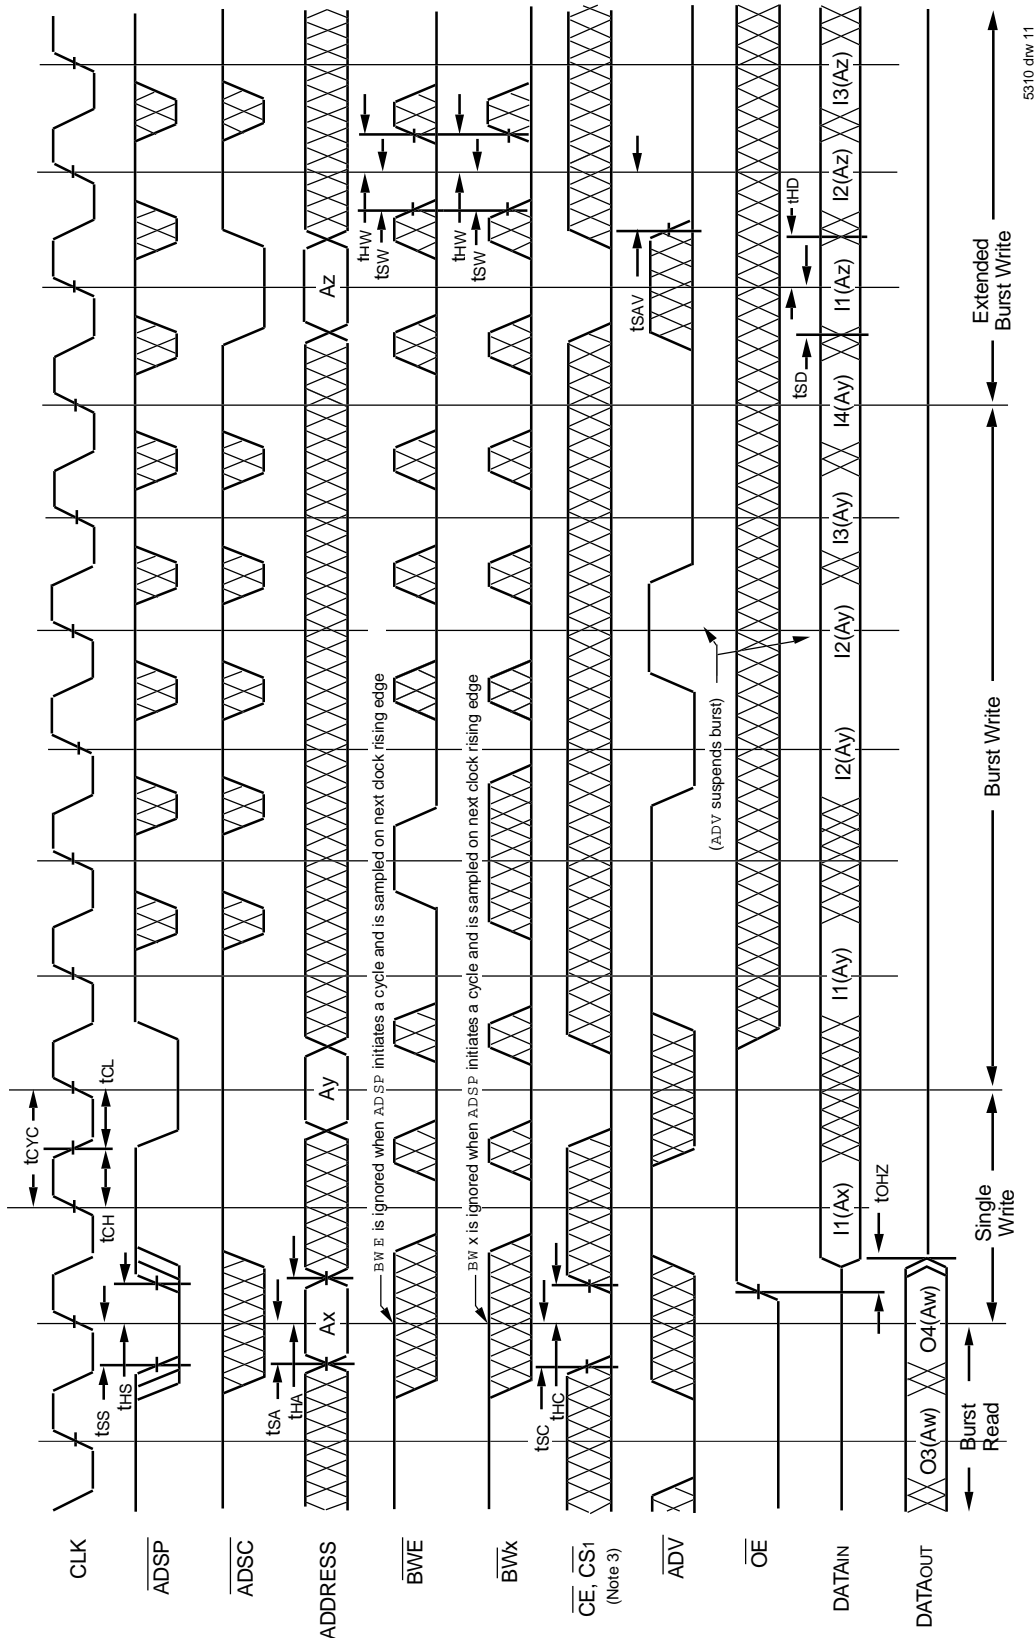 CLK
tCYC
tCH
tCL
ADSP
tSS
tHS
ADSC
ADDRESS
tSA
tHA
Ax
Ay
Az
BWE
BWE is ignored when ADSP initiates a cycle and is sampled on next clock rising edge
tHW
tSW
BWx
BWx is ignored when ADSP initiates a cycle and is sampled on next clock rising edge
tHW
tSW
CE, CS1
(Note 3)
tSC
tHC
ADV
(ADV suspends burst)
tSAV
OE
tOHZ
DATAIN
I1(Ax)
I1(Ay)
I2(Ay)
I2(Ay)
I3(Ay)
I4(Ay)
I1(Az)
I2(Az)
I3(Az)
tSD
tHD
DATAOUT
O3(Aw)
O4(Aw)
Burst
Read
Single
Write
Burst Write
Extended
Burst Write
5310 drw 11